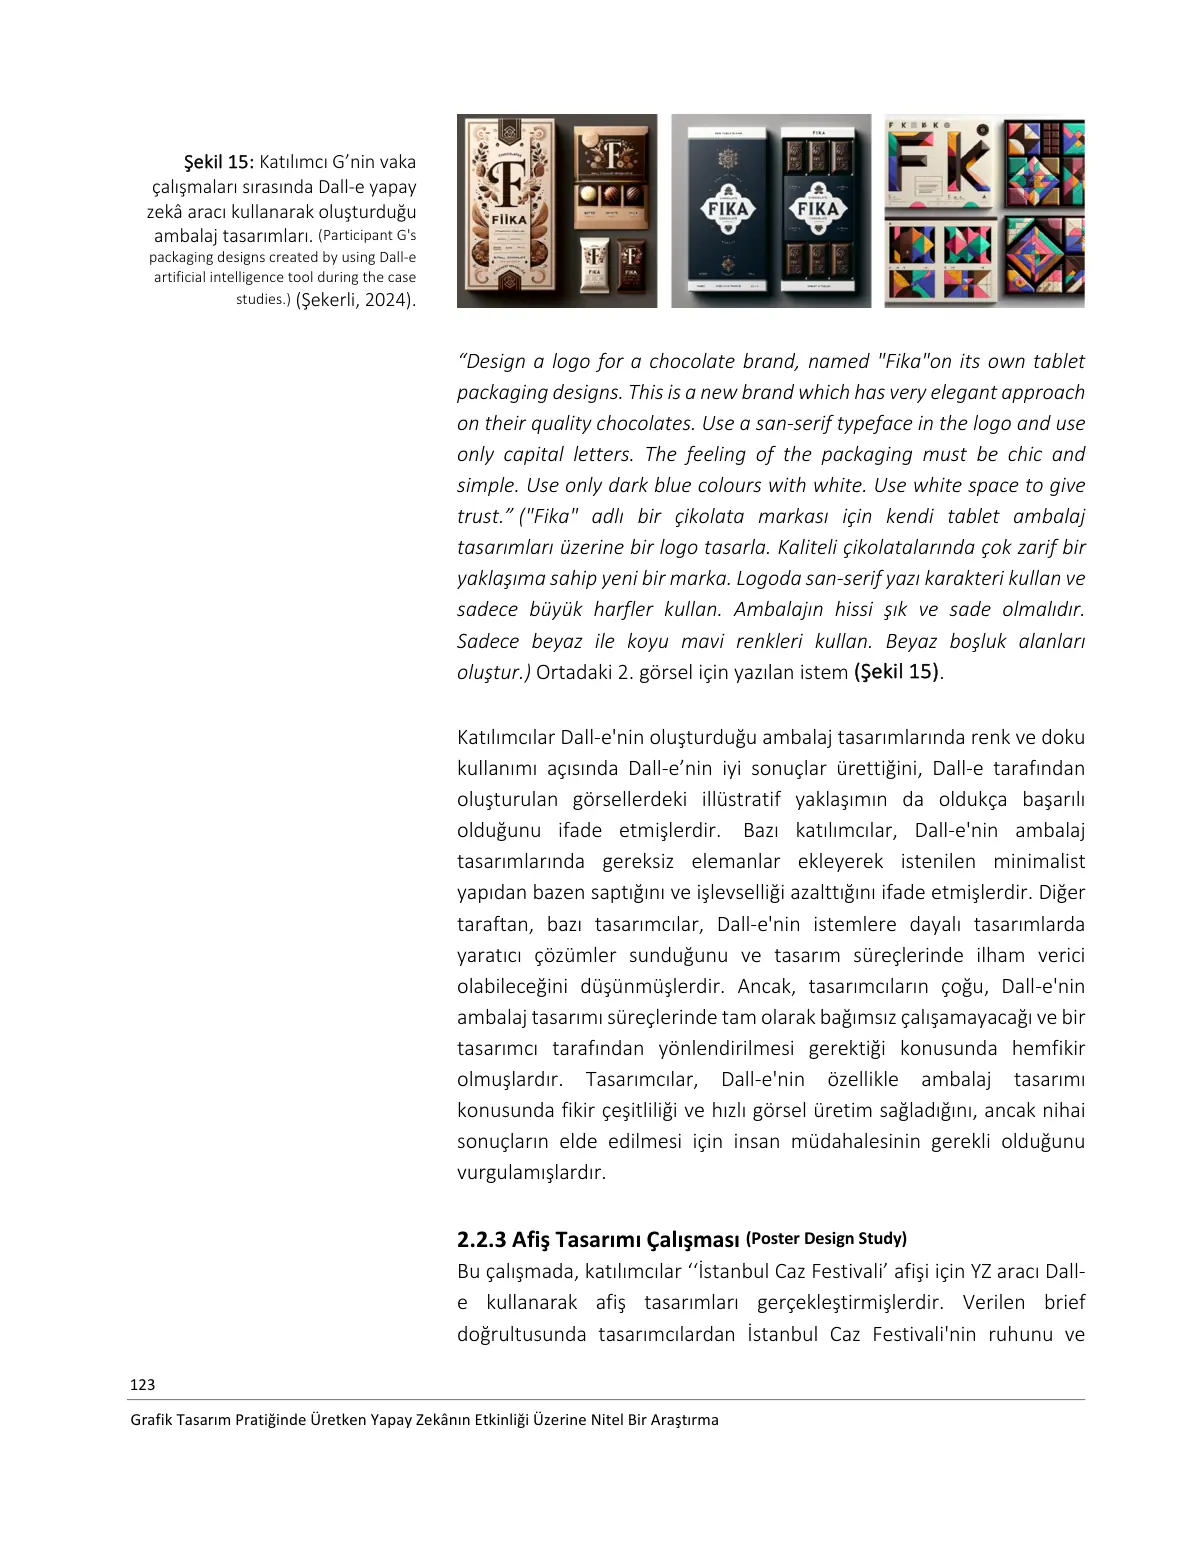 FIIKA
FIKA
FIKA
FIKA
FIKA
FIKA
FK
Şekil 15: Katılımcı G’nin vaka
çalışmaları sırasında Dall-e yapay
zekâ aracı kullanarak oluşturduğu
ambalaj tasarımları. (Participant G's
packaging designs created by using Dall-e
artificial intelligence tool during the case
studies.) (Şekerli, 2024).
“Design a logo for a chocolate brand, named "Fika"on its own tablet
packaging designs. This is a new brand which has very elegant approach
on their quality chocolates. Use a san-serif typeface in the logo and use
only capital letters. The feeling of the packaging must be chic and
simple. Use only dark blue colours with white. Use white space to give
trust.” ("Fika" adlı bir çikolata markası için kendi tablet ambalaj
tasarımları üzerine bir logo tasarla. Kaliteli çikolatalarında çok zarif bir
yaklaşıma sahip yeni bir marka. Logoda san-serif yazı karakteri kullan ve
sadece büyük harfler kullan. Ambalajın hissi şık ve sade olmalıdır.
Sadece beyaz ile koyu mavi renkleri kullan. Beyaz boşluk alanları
oluştur.) Ortadaki 2. görsel için yazılan istem (Şekil 15).
Katılımcılar Dall-e'nin oluşturduğu ambalaj tasarımlarında renk ve doku
kullanımı açısında Dall-e’nin iyi sonuçlar ürettiğini, Dall-e tarafından
oluşturulan görsellerdeki illüstratif yaklaşımın da oldukça başarılı
olduğunu ifade etmişlerdir. Bazı katılımcılar, Dall-e'nin ambalaj
tasarımlarında gereksiz elemanlar ekleyerek istenilen minimalist
yapıdan bazen saptığını ve işlevselliği azalttığını ifade etmişlerdir. Diğer
taraftan, bazı tasarımcılar, Dall-e'nin istemlere dayalı tasarımlarda
yaratıcı çözümler sunduğunu ve tasarım süreçlerinde ilham verici
olabileceğini düşünmüşlerdir. Ancak, tasarımcıların çoğu, Dall-e'nin
ambalaj tasarımı süreçlerinde tam olarak bağımsız çalışamayacağı ve bir
tasarımcı tarafından yönlendirilmesi gerektiği konusunda hemfikir
olmuşlardır. Tasarımcılar, Dall-e'nin özellikle ambalaj tasarımı
konusunda fikir çeşitliliği ve hızlı görsel üretim sağladığını, ancak nihai
sonuçların elde edilmesi için insan müdahalesinin gerekli olduğunu
vurgulamışlardır.
2.2.3 Afiş Tasarımı Çalışması (Poster Design Study)
Bu çalışmada, katılımcılar ‘‘İstanbul Caz Festivali’ afişi için YZ aracı Dall-
e kullanarak afiş tasarımları gerçekleştirmişlerdir. Verilen brief
doğrultusunda tasarımcılardan İstanbul Caz Festivali'nin ruhunu ve
123
Grafik Tasarım Pratiğinde Üretken Yapay Zekânın Etkinliği Üzerine Nitel Bir Araştırma